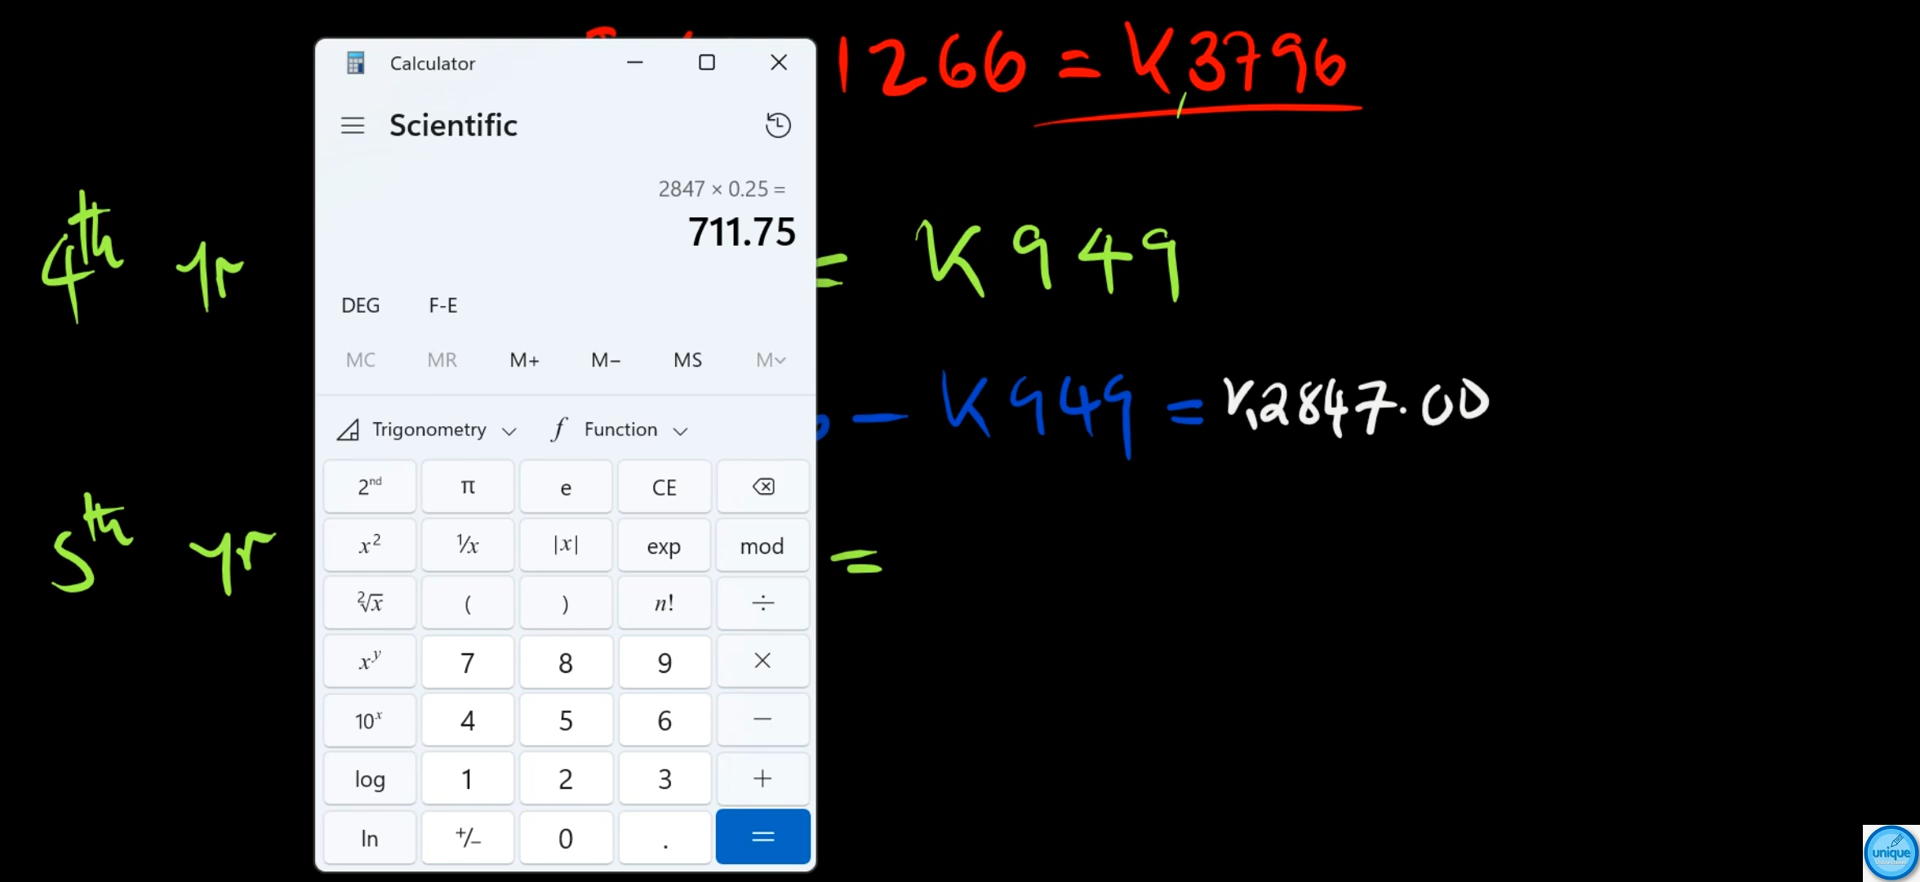 1266 = K3796
Calculator
Scientific
2847 × 0.25 =
711.75
4th yr = K949
DEG F-E
MC MR M+ M− MS M
- K949 = K2847.00
Trigonometry f Function
2nd π e CE
x² ¹/x |x| exp mod
5th yr =
²√x ( ) n! ÷
xʸ 7 8 9 ×
10ˣ 4 5 6 −
log 1 2 3 +
ln +/− 0 . =
unique